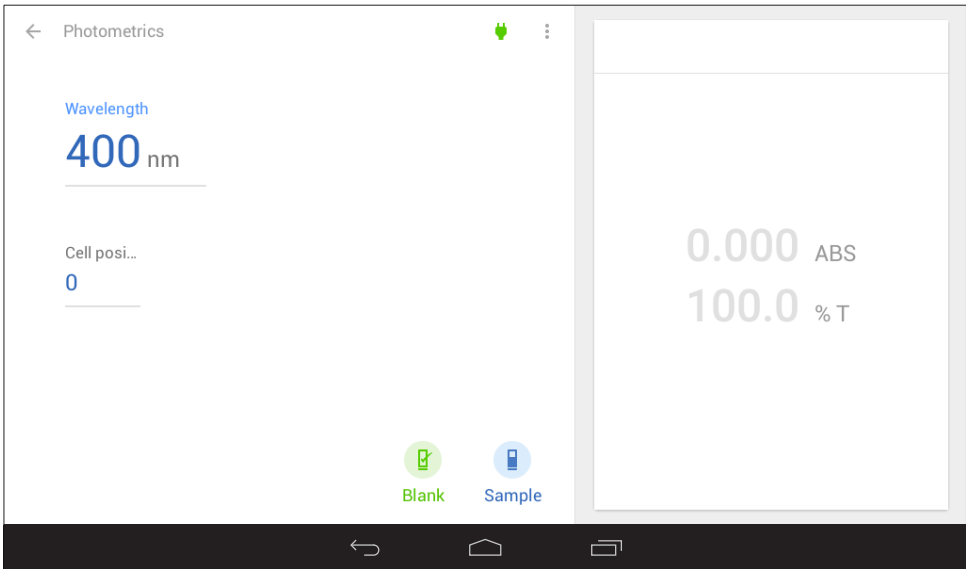 Photometrics
Wavelength
400 nm
Cell posi...
0
Blank
Sample
0.000 ABS
100.0 % T